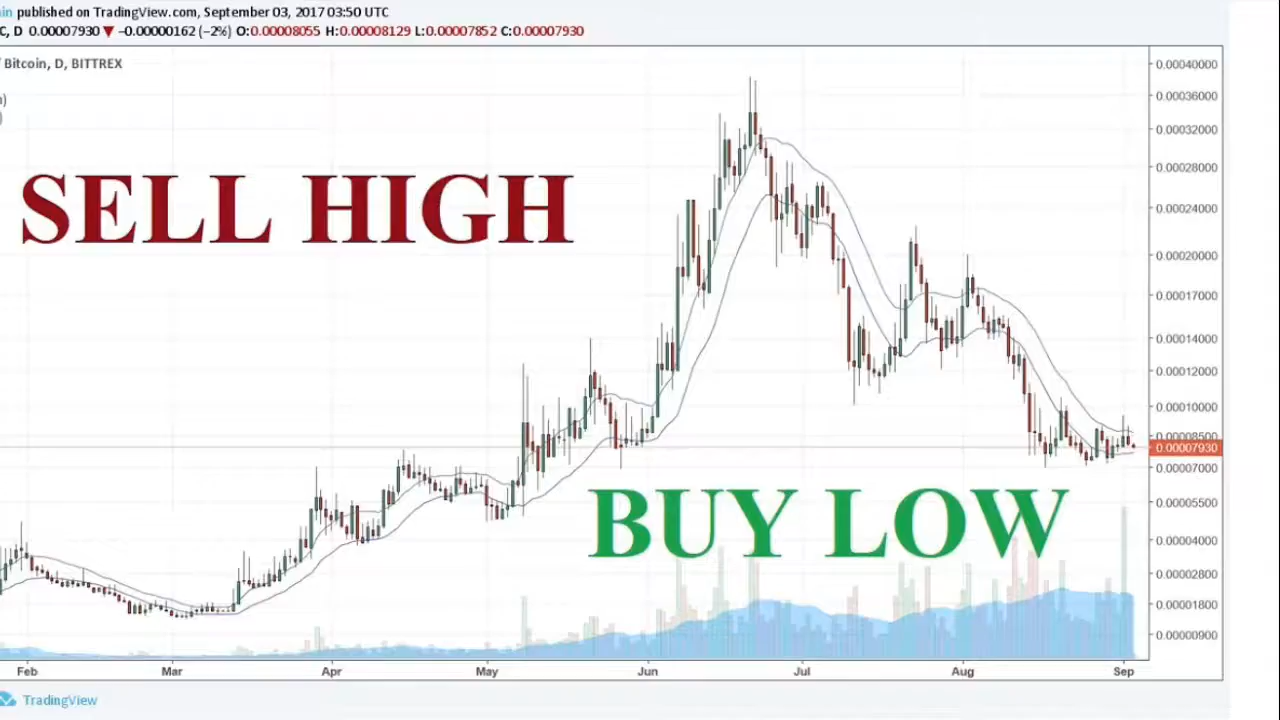 in published on TradingView.com, September 03, 2017 03:50 UTC
C, D 0.00007930 ▼ −0.00000162 (−2%) O:0.00008055 H:0.00008129 L:0.00007852 C:0.00007930
/ Bitcoin, D, BITTREX
)
)
SELL HIGH
BUY LOW
0.00040000
0.00036000
0.00032000
0.00028000
0.00024000
0.00020000
0.00017000
0.00014000
0.00012000
0.00010000
0.00008500
0.00007930
0.00007000
0.00005500
0.00004000
0.00002800
0.00001800
0.00000900
Feb Mar Apr May Jun Jul Aug Sep
TradingView